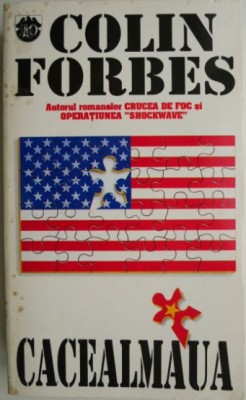 COLIN
FORBES
Autorul romanelor CRUCEA DE FOC și
OPERAȚIUNEA "SHOCKWAVE"
CACEALMAUA